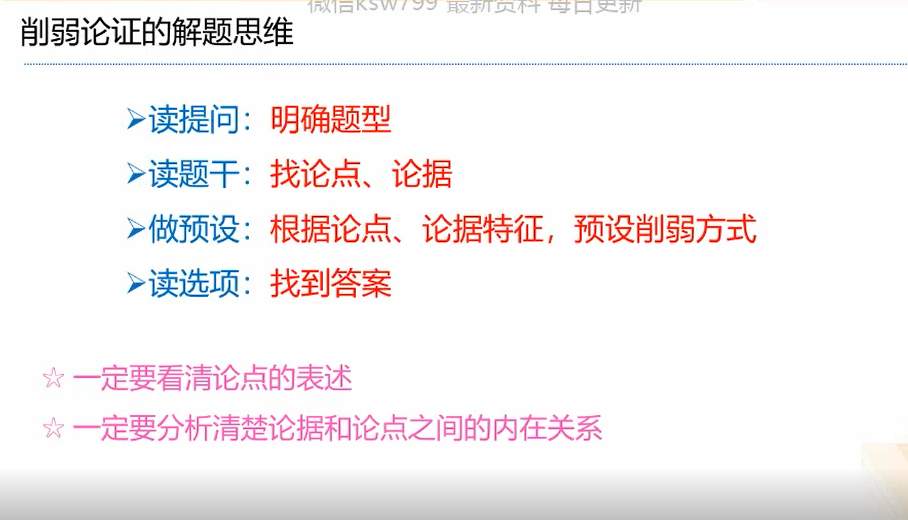 微信ksw799 最新资料 每日更新
削弱论证的解题思维
➢读提问：明确题型
➢读题干：找论点、论据
➢做预设：根据论点、论据特征，预设削弱方式
➢读选项：找到答案
☆ 一定要看清论点的表述
☆ 一定要分析清楚论据和论点之间的内在关系